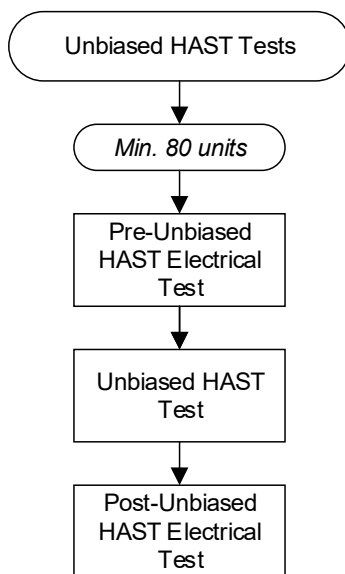 Unbiased HAST Tests
Min. 80 units
Pre-Unbiased
HAST Electrical
Test
Unbiased HAST
Test
Post-Unbiased
HAST Electrical
Test